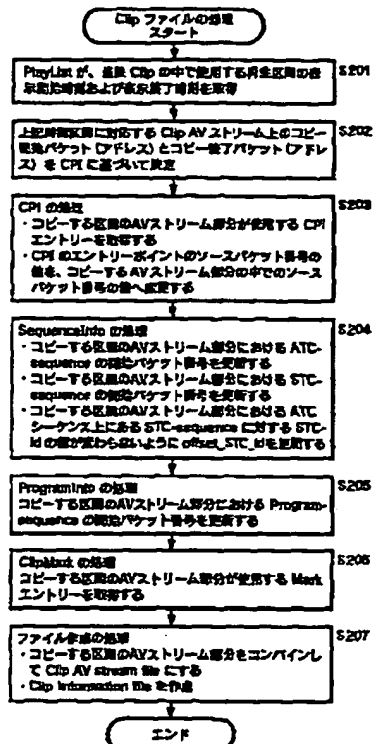 Clip ファイルの処理
スタート
S201
PlayList が、直接 Clip の中で使用する再生区間の表
示開始時刻および表示終了時刻を取得
S202
上記時間区間に対応する Clip AV ストリーム上のコピー
開始パケット (アドレス) とコピー終了パケット (アドレ
ス) を CPI に基づいて決定
S203
CPI の処理
・コピーする区間のAVストリーム部分が使用する CPI
エントリーを取得する
・CPI のエントリーポイントのソースパケット番号の
値を、コピーする AVストリーム部分の中でのソース
パケット番号の値へ変更する
S204
SequenceInfo の処理
・コピーする区間のAVストリーム部分における ATC-
sequence の開始パケット番号を更新する
・コピーする区間のAVストリーム部分における STC-
sequence の開始パケット番号を更新する
・コピーする区間のAVストリーム部分における ATC
シーケンス上にある STC-sequence に対する STC-
id の値が変わらないように offset_STC_idを更新する
S205
ProgramInfo の処理
コピーする区間のAVストリーム部分における Program-
sequence の開始パケット番号を更新する
S206
ClipMark の処理
コピーする区間のAVストリーム部分が使用する Mark
エントリーを取得する
S207
ファイル作成の処理
・コピーする区間のAVストリーム部分をコンバインし
て Clip AV stream file にする
・Clip Information file を作成
エンド